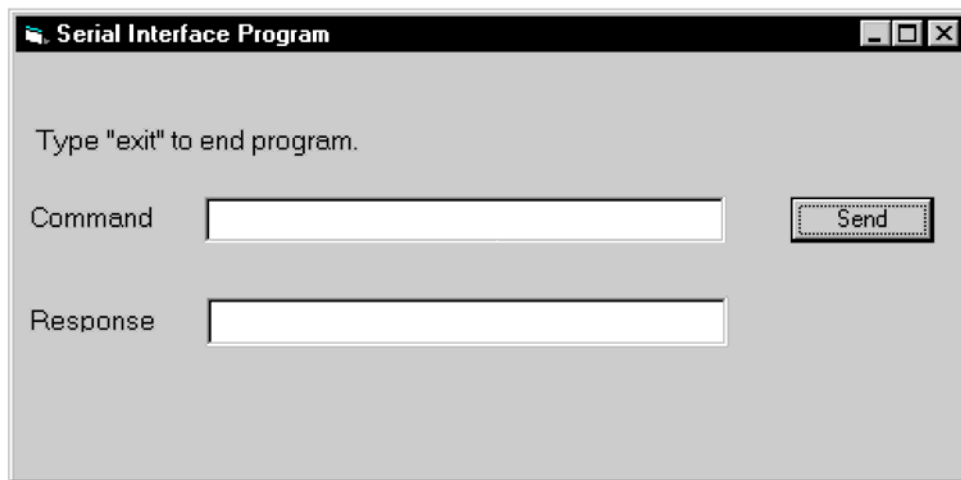 Serial Interface Program
Type "exit" to end program.
Command
Send
Response